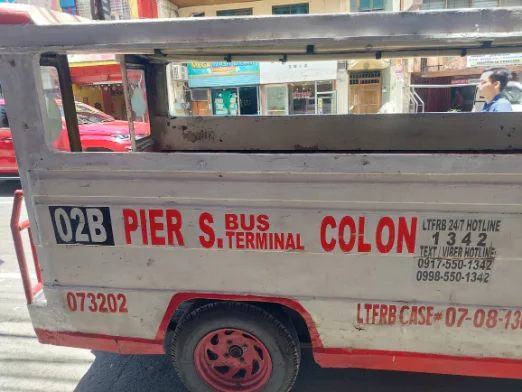 02B PIER S. BUS TERMINAL COLON
LTFRB 24/7 HOTLINE
1342
TEXT / VIBER HOTLINE
0917-550-1342
0998-550-1342
073202
LTFRB CASE# 07-08-13